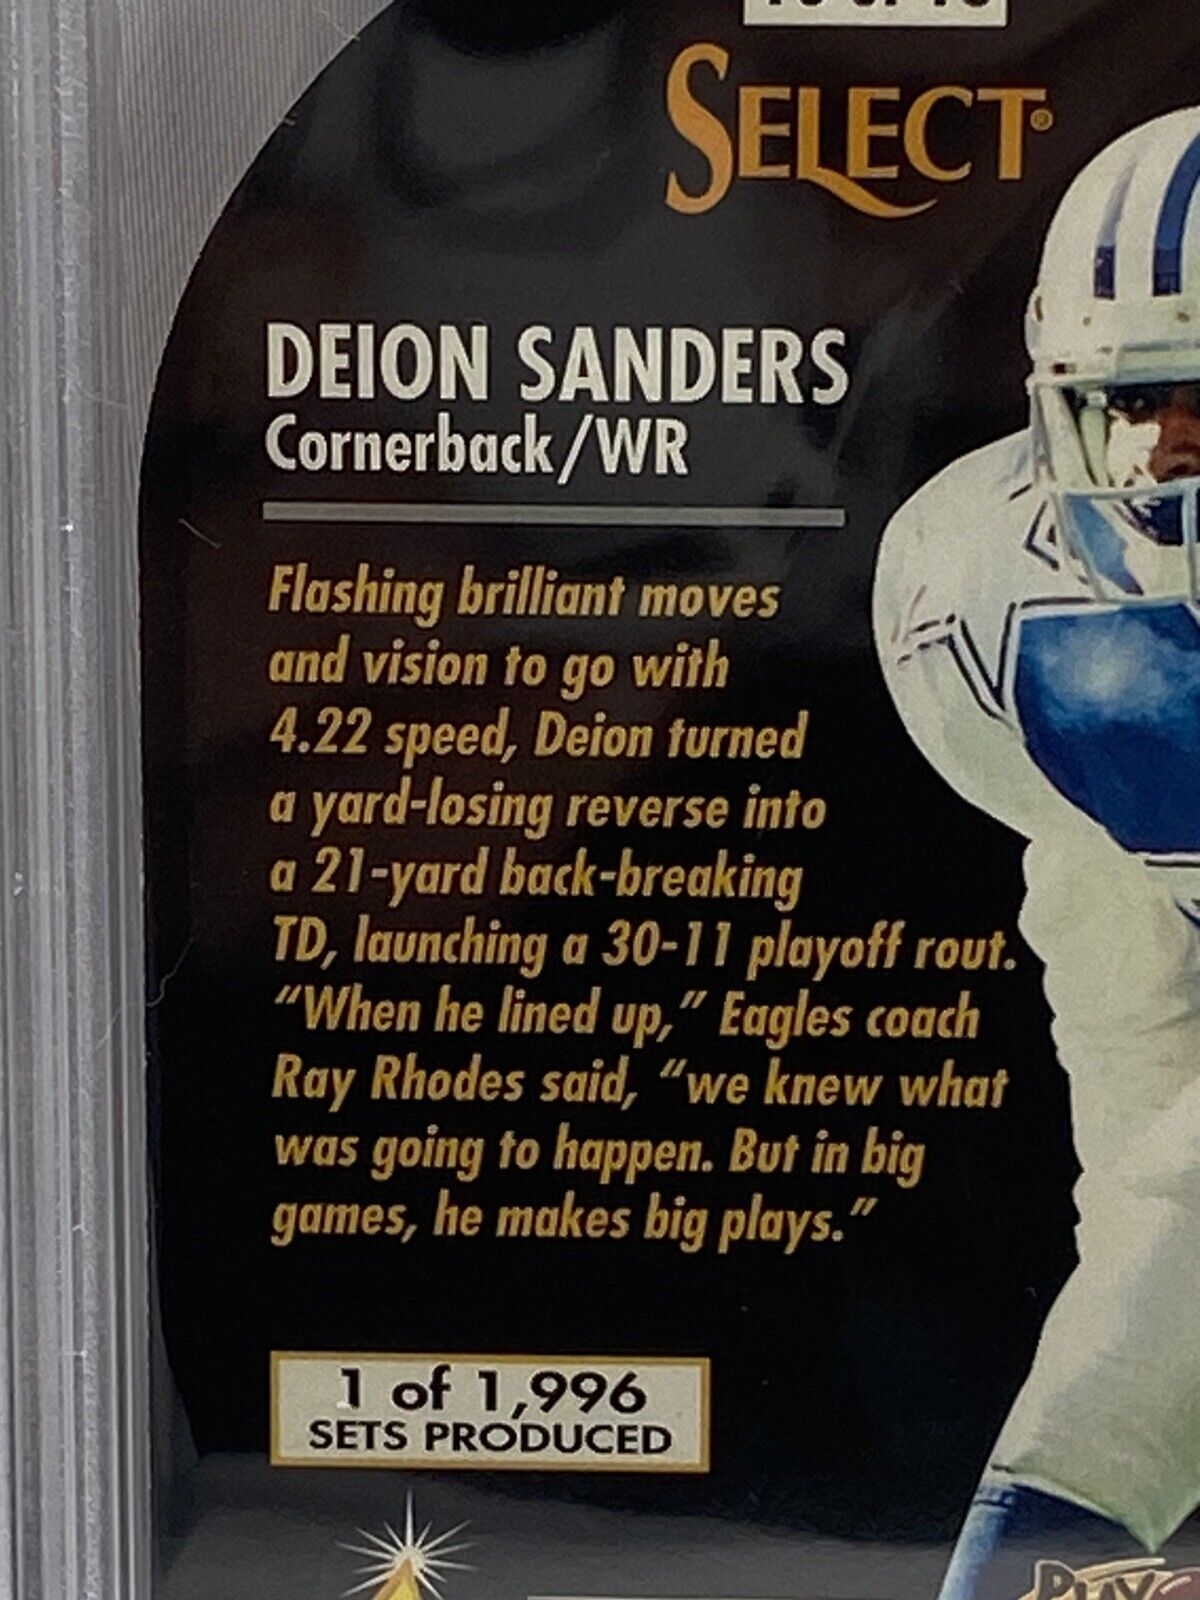 SELECT®
DEION SANDERS
Cornerback/WR
Flashing brilliant moves
and vision to go with
4.22 speed, Deion turned
a yard-losing reverse into
a 21-yard back-breaking
TD, launching a 30-11 playoff rout.
“When he lined up,” Eagles coach
Ray Rhodes said, “we knew what
was going to happen. But in big
games, he makes big plays.”
1 of 1,996
SETS PRODUCED